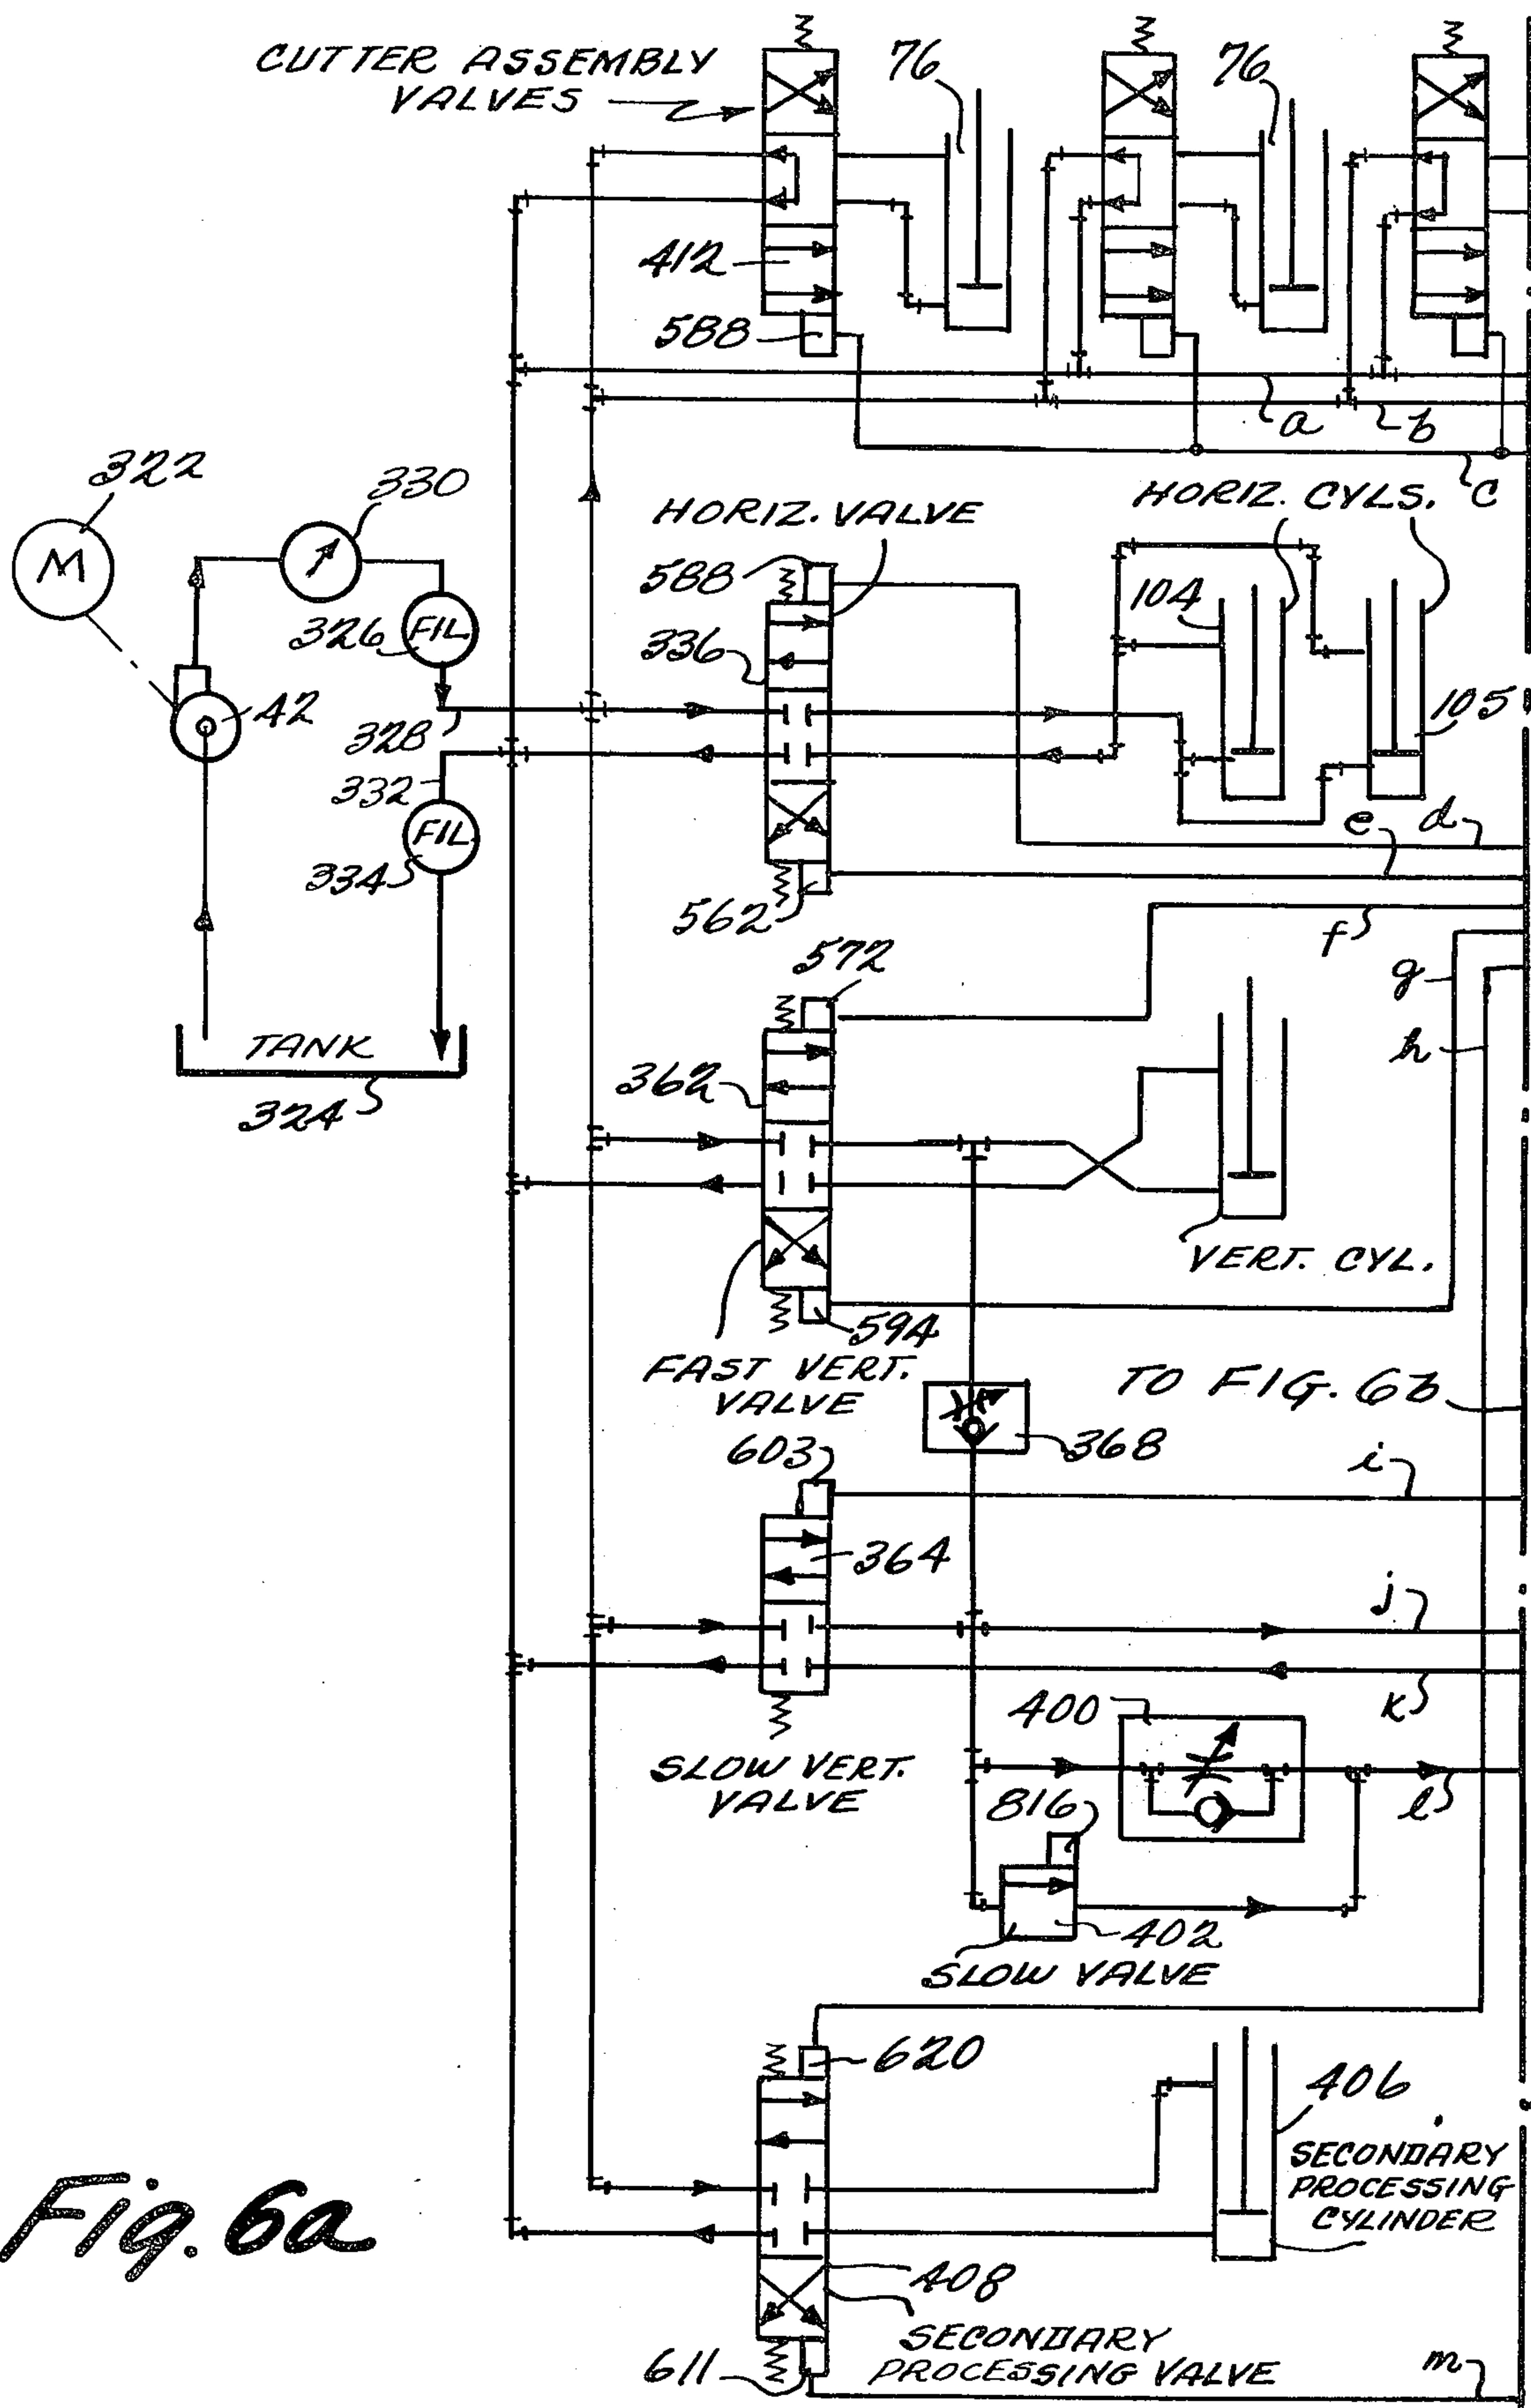 CUTTER ASSEMBLY
VALVES
76
76
412
588
a
b
c
322
330
M
HORIZ. VALVE
HORIZ. CYLS.
588
104
326
FIL.
336
42
328
105
332
FIL.
334
e
d
562
f
572
g
TANK
h
362
324
VERT. CYL.
594
FAST VERT.
VALVE
TO FIG. 6b
368
603
i
364
j
k
400
SLOW VERT.
VALVE
816
l
402
SLOW VALVE
620
406
SECONDARY
PROCESSING
CYLINDER
Fig. 6a
408
SECONDARY
PROCESSING VALVE
611
m